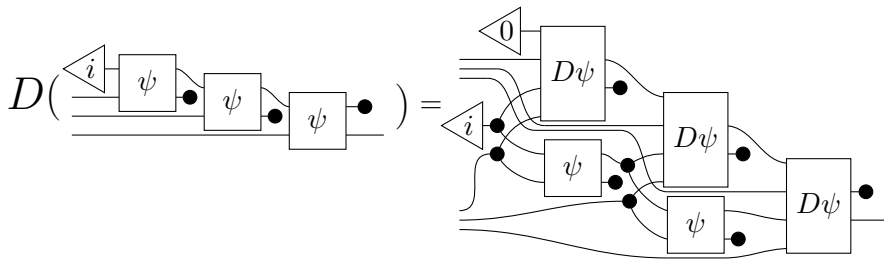 D( i ψ ψ ψ ) = 0 Dψ i ψ Dψ ψ Dψ